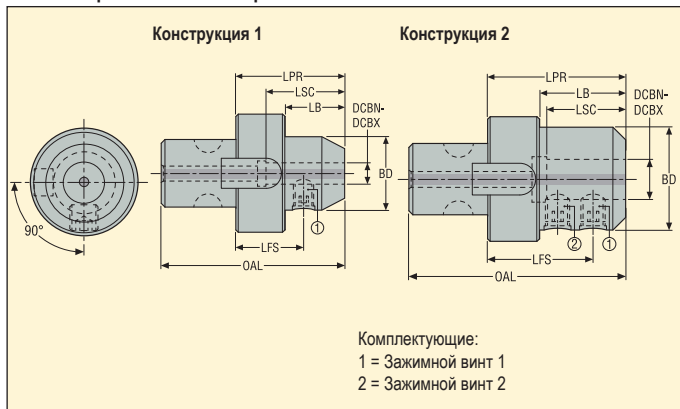 Конструкция 1
Конструкция 2
LPR
LSC
LB
DCBN-
DCBX
BD
90°
LFS
①
OAL
LPR
LB
LSC
DCBN-
DCBX
BD
LFS
②
①
OAL
Комплектующие:
1 = Зажимной винт 1
2 = Зажимной винт 2